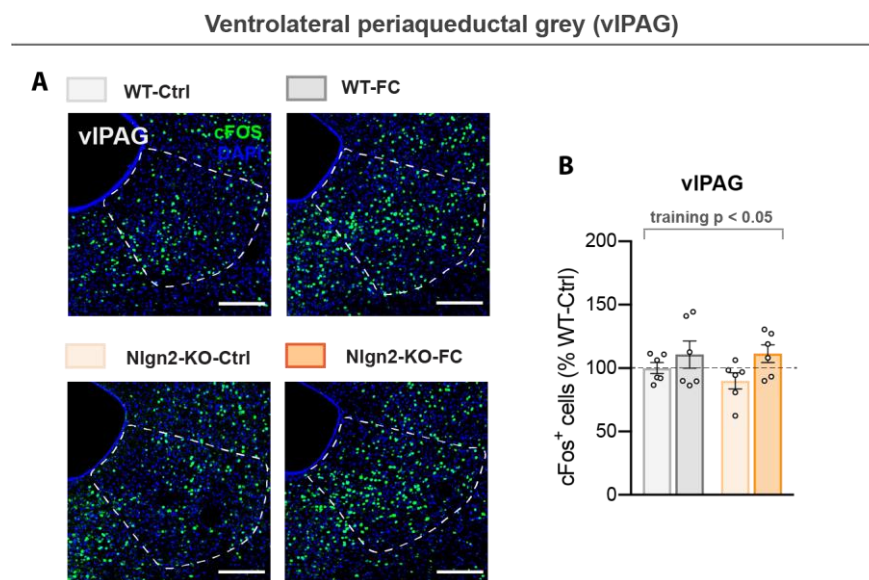 Ventrolateral periaqueductal grey (vlPAG)
A
WT-Ctrl
WT-FC
vlPAG
cFOS
DAPI
Nlgn2-KO-Ctrl
Nlgn2-KO-FC
B
vlPAG
training p < 0.05
cFos⁺ cells (% WT-Ctrl)
200
150
100
50
0